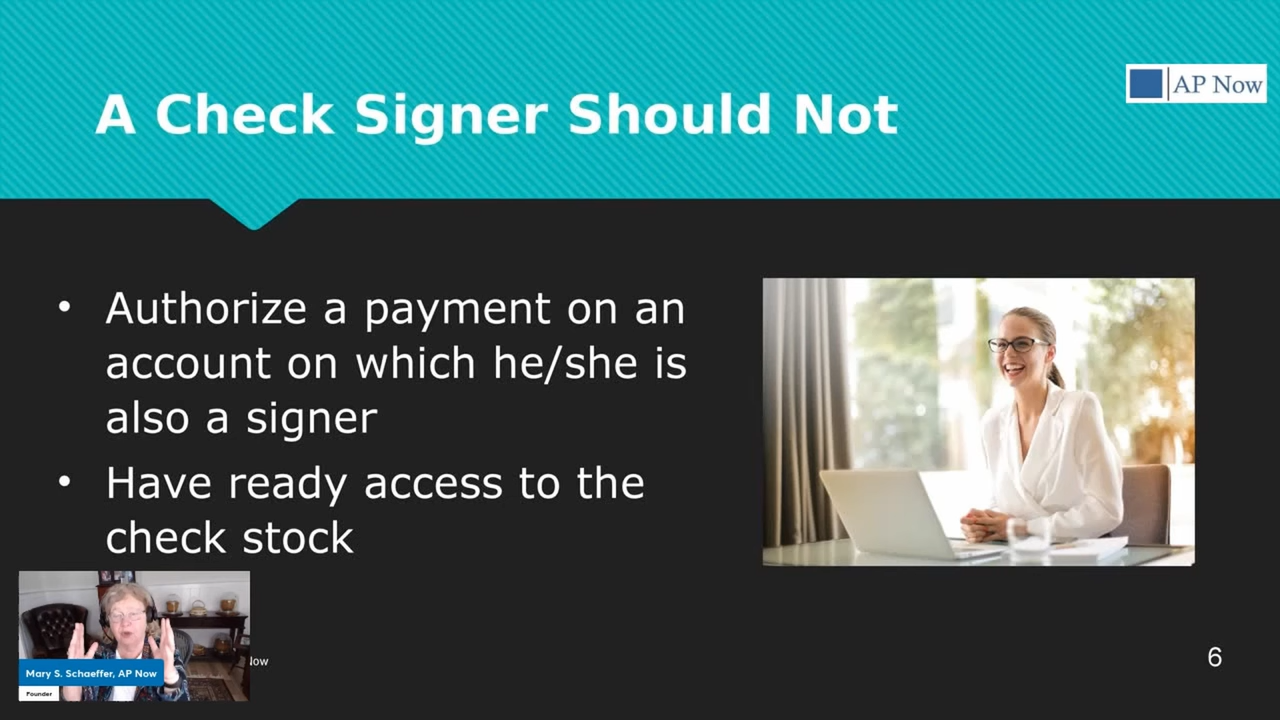 A Check Signer Should Not
AP Now
• Authorize a payment on an
account on which he/she is
also a signer
• Have ready access to the
check stock
Mary S. Schaeffer, AP Now
Founder
6